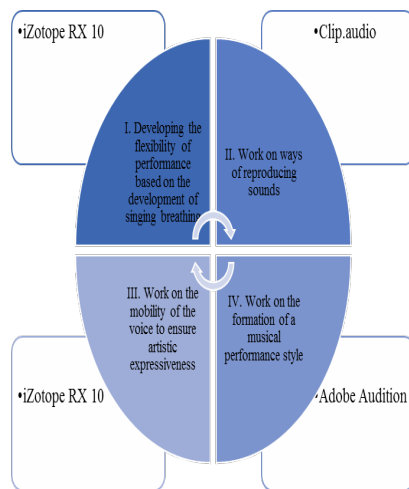 •iZotope RX 10
•Clip.audio
I. Developing the
flexibility of
performance
based on the
development of
singing breathing
II. Work on ways
of reproducing
sounds
III. Work on the
mobility of the
voice to ensure
artistic
expressiveness
IV. Work on the
formation of a
musical
performance style
•iZotope RX 10
•Adobe Audition